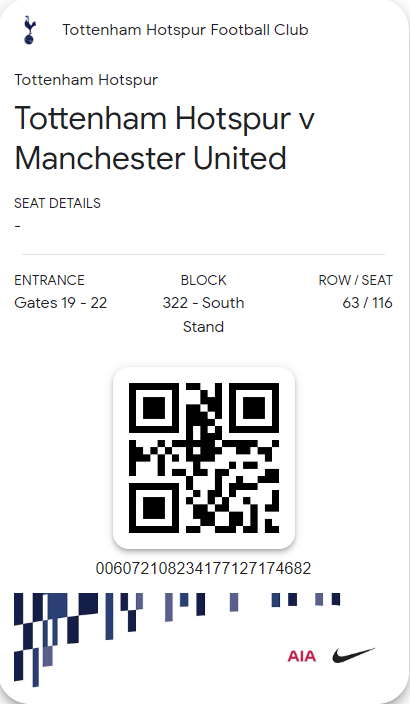 Tottenham Hotspur Football Club
Tottenham Hotspur
Tottenham Hotspur v
Manchester United
SEAT DETAILS
-
ENTRANCE BLOCK ROW / SEAT
Gates 19 - 22 322 - South 63 / 116
Stand
006072108234177127174682
AIA